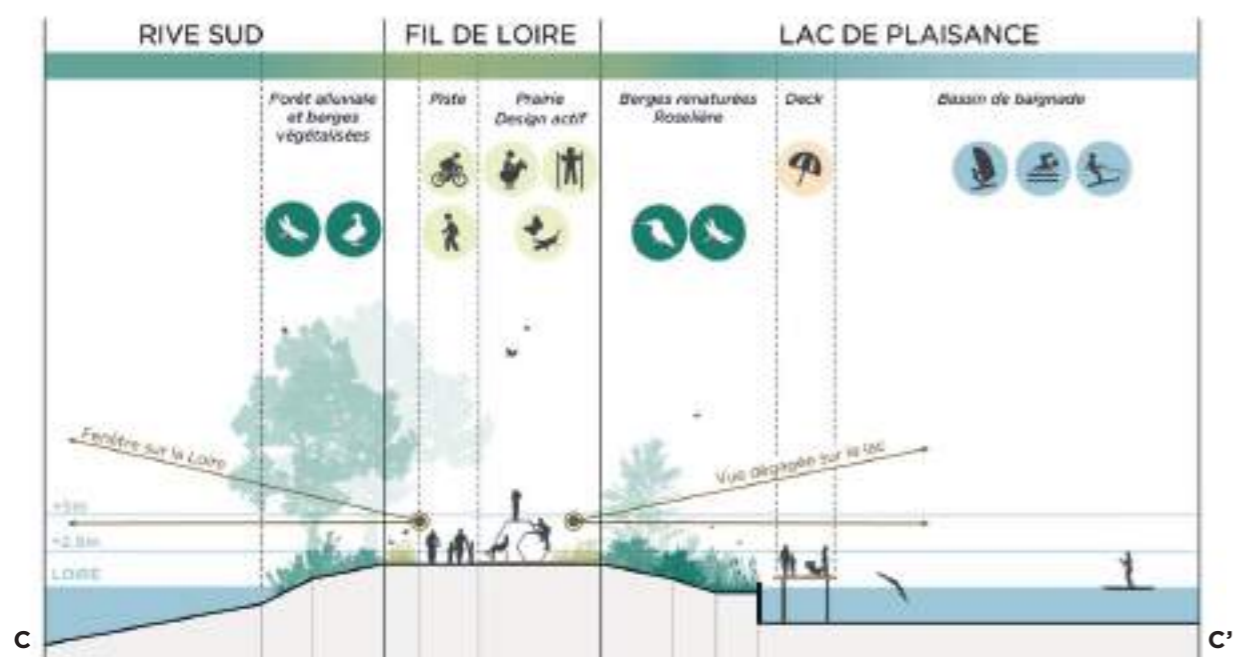 RIVE SUD
FIL DE LOIRE
LAC DE PLAISANCE
Forêt alluviale
et berges
végétalisées
Piste
Prairie
Design actif
Berges renaturées
Roselière
Deck
Bassin de baignade
Fenêtre sur la Loire
Vue dégagée sur le lac
+5m
+2.5m
LOIRE
C
C'